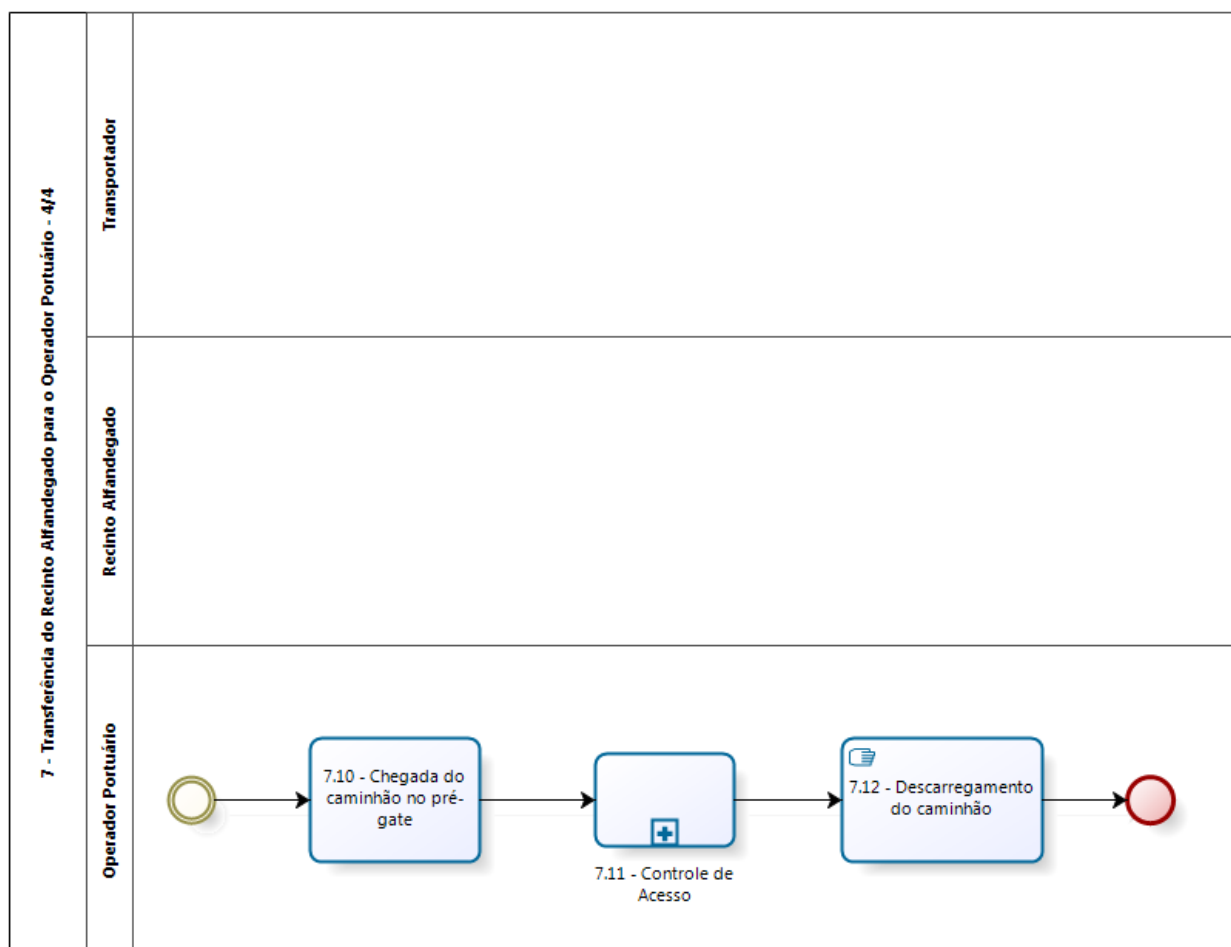 7 - Transferência do Recinto Alfandegado para o Operador Portuário - 4/4
Transportador
Recinto Alfandegado
Operador Portuário
7.10 - Chegada do
caminhão no pré-
gate
7.11 - Controle de
Acesso
7.12 - Descarregamento
do caminhão